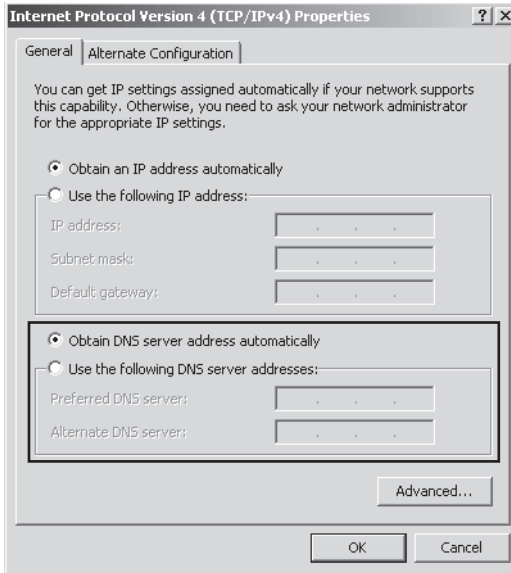 Internet Protocol Version 4 (TCP/IPv4) Properties
General
Alternate Configuration
You can get IP settings assigned automatically if your network supports
this capability. Otherwise, you need to ask your network administrator
for the appropriate IP settings.
Obtain an IP address automatically
Use the following IP address:
IP address:
Subnet mask:
Default gateway:
Obtain DNS server address automatically
Use the following DNS server addresses:
Preferred DNS server:
Alternate DNS server:
Advanced...
OK
Cancel